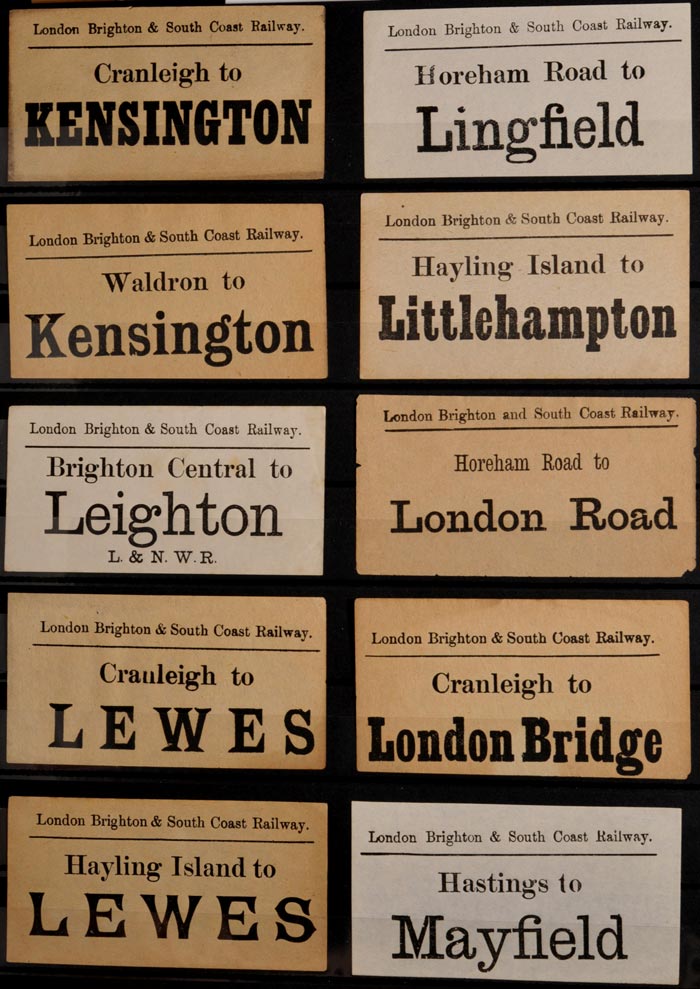 London Brighton & South Coast Railway.
Cranleigh to
KENSINGTON
London Brighton & South Coast Railway.
Horeham Road to
Lingfield
London Brighton & South Coast Railway.
Waldron to
Kensington
London Brighton & South Coast Railway.
Hayling Island to
Littlehampton
London Brighton & South Coast Railway.
Brighton Central to
Leighton
L. & N. W. R.
London Brighton and South Coast Railway.
Horeham Road to
London Road
London Brighton & South Coast Railway.
Cranleigh to
LEWES
London Brighton & South Coast Railway.
Cranleigh to
London Bridge
London Brighton & South Coast Railway.
Hayling Island to
LEWES
London Brighton & South Coast Railway.
Hastings to
Mayfield